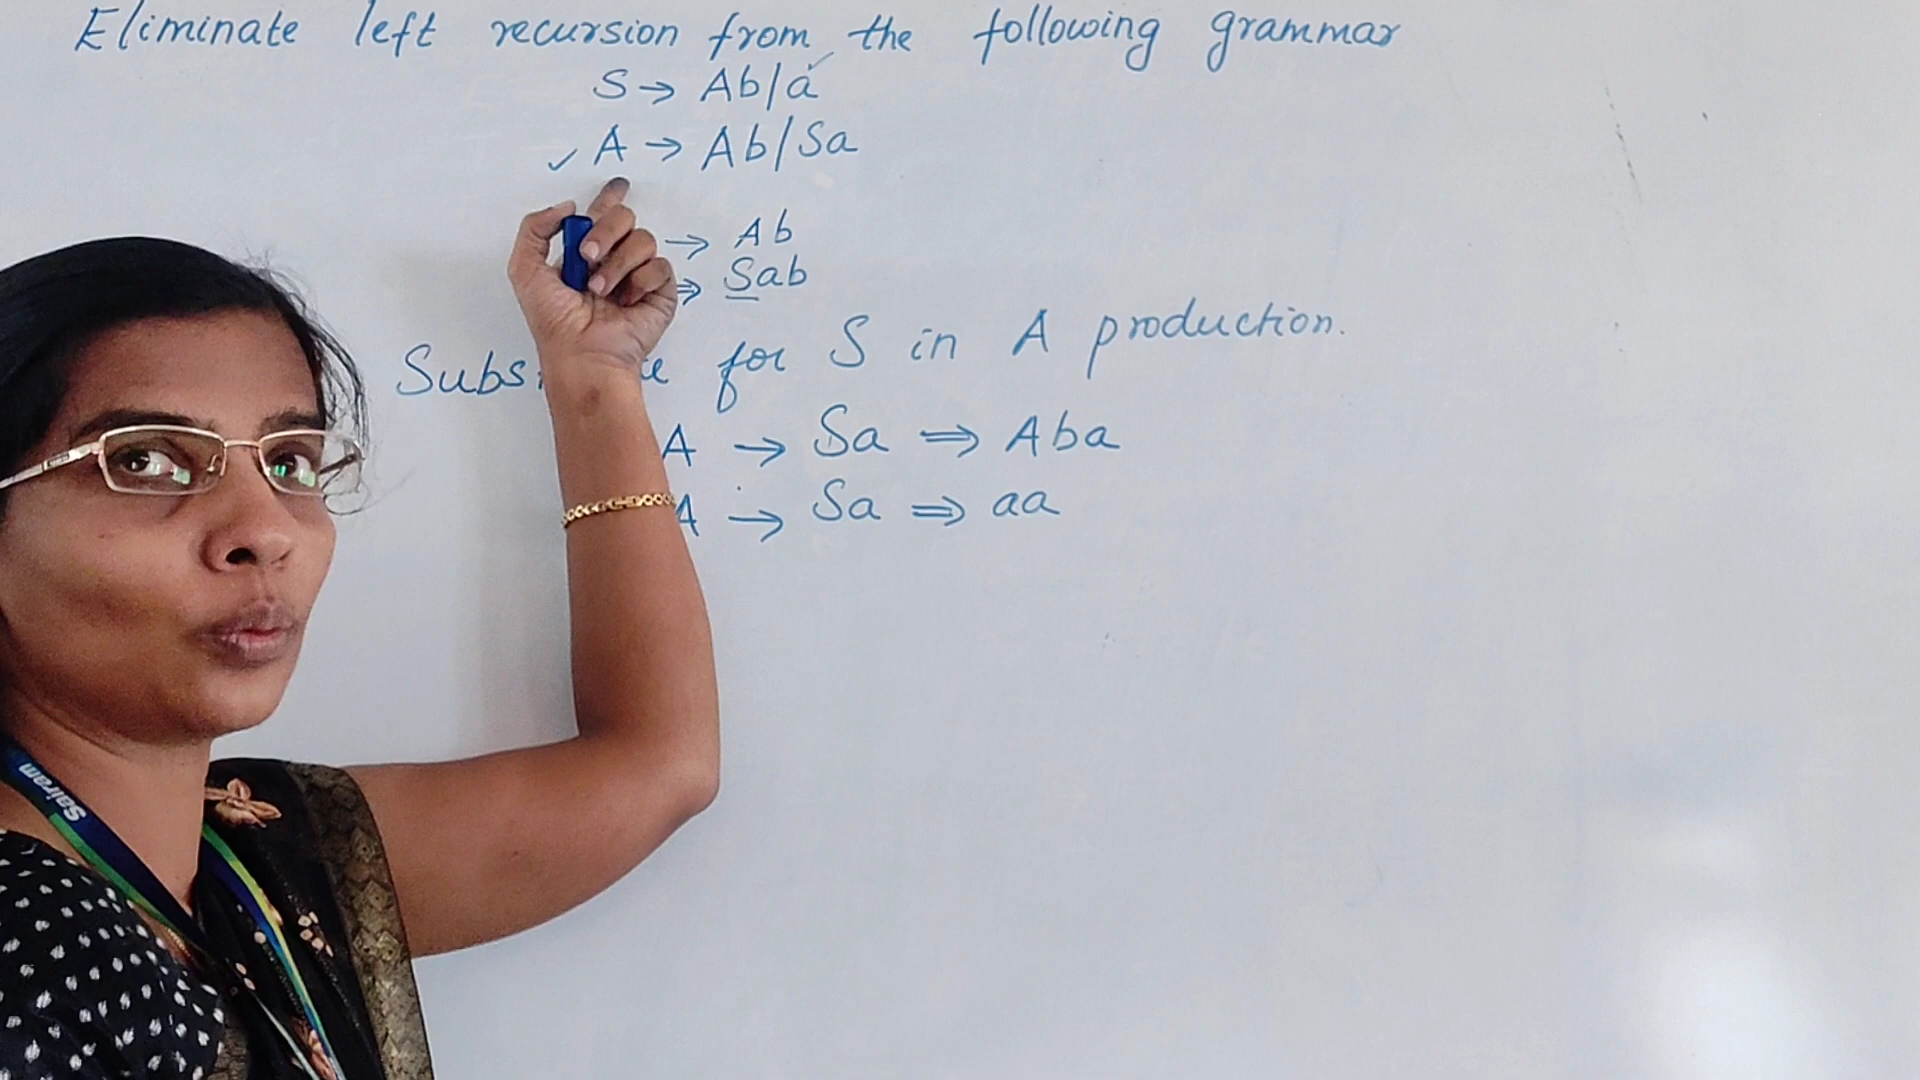 Eliminate left recursion from the following grammar
S → Ab/a
✓ A → Ab/Sa
→ Ab
⇒ Sab
for S in A production.
A → Sa ⇒ Aba
A → Sa ⇒ aa
Sairam